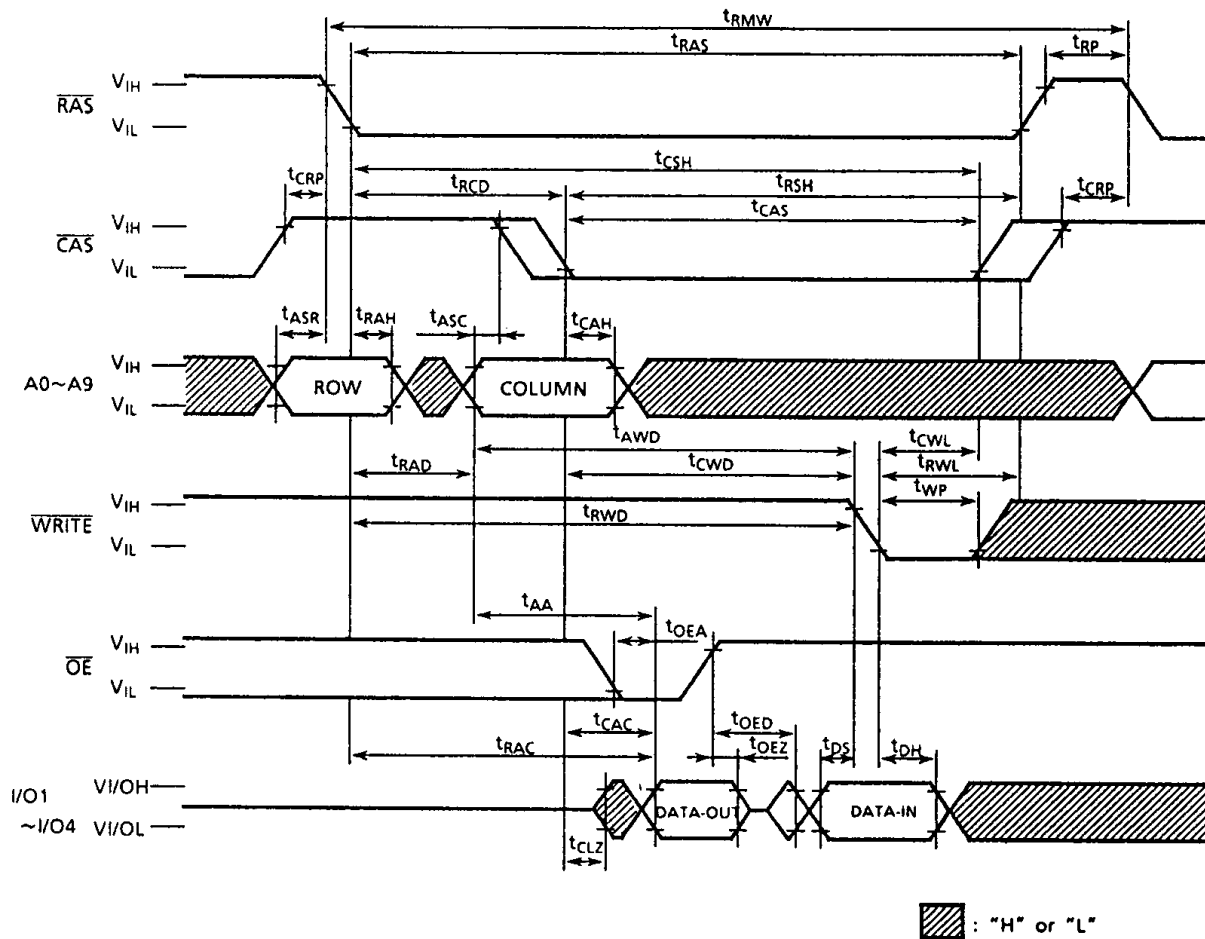 tRMW
tRAS
tRP
RAS
VIH
VIL
tCSH
tCRP
tRCD
tRSH
tCRP
tCAS
CAS
VIH
VIL
tASR
tRAH
tASC
tCAH
A0~A9
VIH
VIL
ROW
COLUMN
tAWD
tCWL
tRAD
tCWD
tRWL
tWP
WRITE
VIH
VIL
tRWD
tAA
tOEA
OE
VIH
VIL
tCAC
tOED
tRAC
tOEZ
tDS
tDH
I/O1
~I/O4
VI/OH
VI/OL
DATA-OUT
DATA-IN
tCLZ
: "H" or "L"